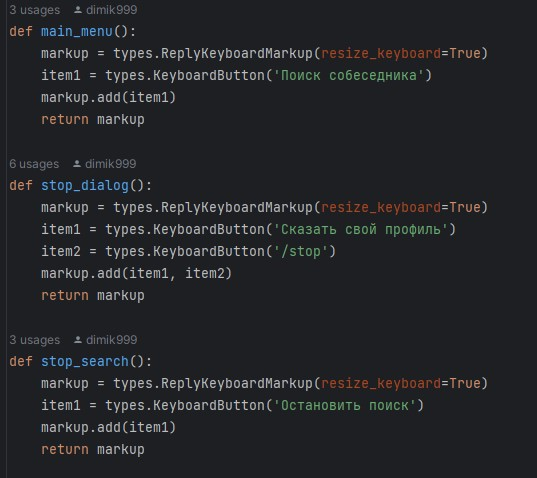 3 usages dimik999
def main_menu():
    markup = types.ReplyKeyboardMarkup(resize_keyboard=True)
    item1 = types.KeyboardButton('Поиск собеседника')
    markup.add(item1)
    return markup
6 usages dimik999
def stop_dialog():
    markup = types.ReplyKeyboardMarkup(resize_keyboard=True)
    item1 = types.KeyboardButton('Сказать свой профиль')
    item2 = types.KeyboardButton('/stop')
    markup.add(item1, item2)
    return markup
3 usages dimik999
def stop_search():
    markup = types.ReplyKeyboardMarkup(resize_keyboard=True)
    item1 = types.KeyboardButton('Остановить поиск')
    markup.add(item1)
    return markup